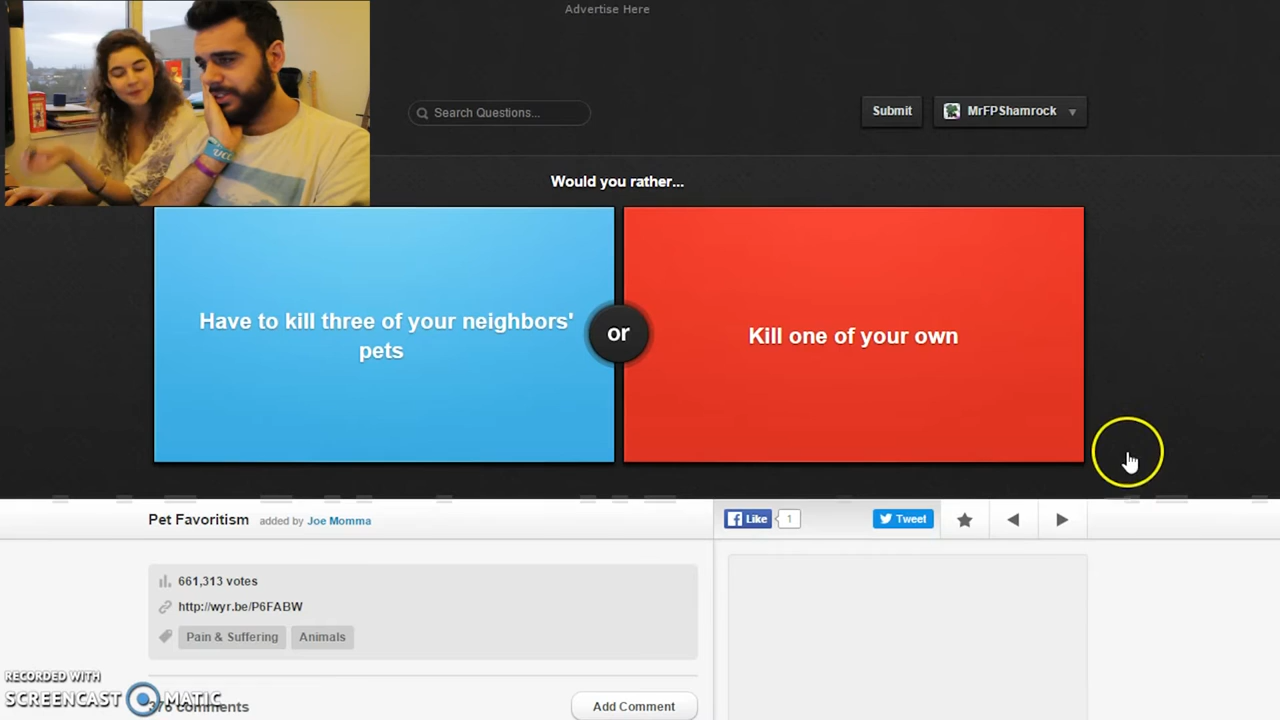 Advertise Here
Search Questions...
Submit
MrFPShamrock
Would you rather...
Have to kill three of your neighbors'
pets
or
Kill one of your own
Pet Favoritism added by Joe Momma
Like 1
Tweet
661,313 votes
http://wyr.be/P6FABW
Pain & Suffering Animals
RECORDED WITH
SCREENCAST MATIC
comments
Add Comment